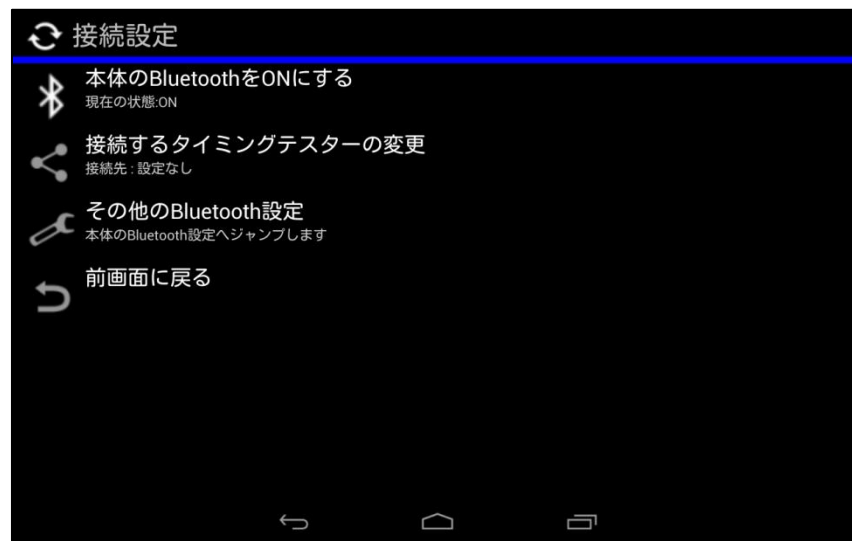 接続設定
本体のBluetoothをONにする
現在の状態:ON
接続するタイミングテスターの変更
接続先 : 設定なし
その他のBluetooth設定
本体のBluetooth設定へジャンプします
前画面に戻る